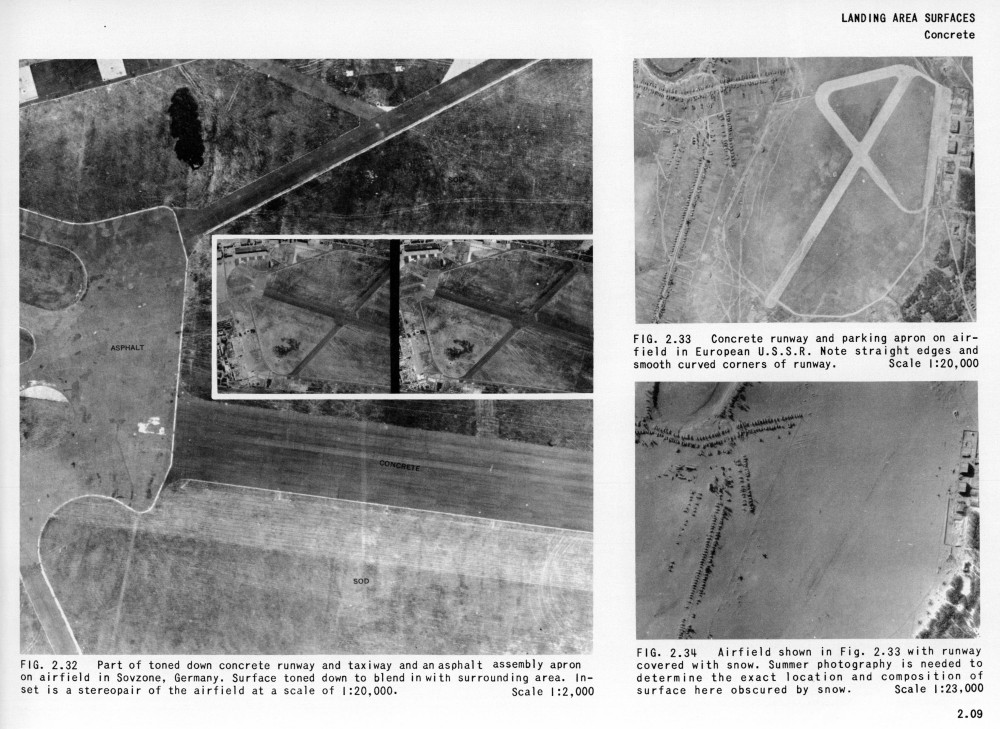 LANDING AREA SURFACES
Concrete
SOD
ASPHALT
CONCRETE
SOD
FIG. 2.32 Part of toned down concrete runway and taxiway and an asphalt assembly apron
on airfield in Sovzone, Germany. Surface toned down to blend in with surrounding area. In-
set is a stereopair of the airfield at a scale of 1:20,000. Scale 1:2,000
FIG. 2.33 Concrete runway and parking apron on air-
field in European U.S.S.R. Note straight edges and
smooth curved corners of runway. Scale 1:20,000
FIG. 2.34 Airfield shown in Fig. 2.33 with runway
covered with snow. Summer photography is needed to
determine the exact location and composition of
surface here obscured by snow. Scale 1:23,000
2.09